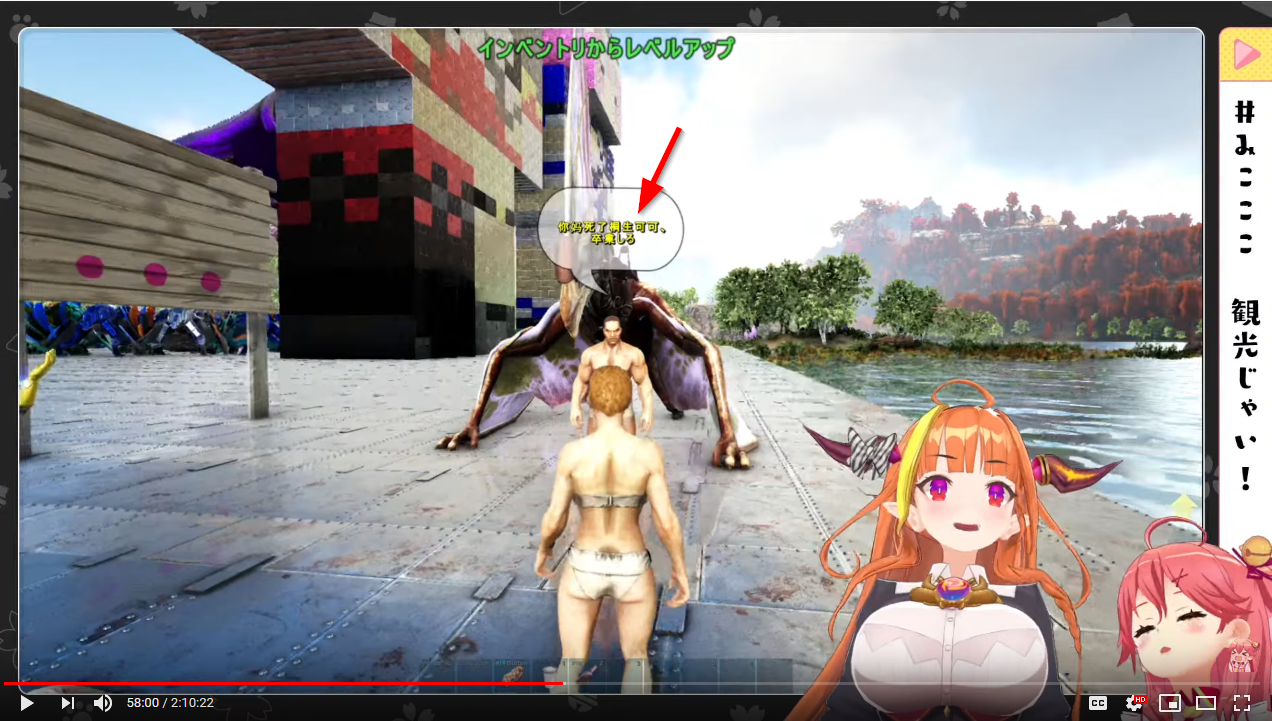 インベントリからレベルアップ
你妈死了桐生可可、
卒業しろ
#みこここ 観光じゃい!
58:00 / 2:10:22
CC
HD